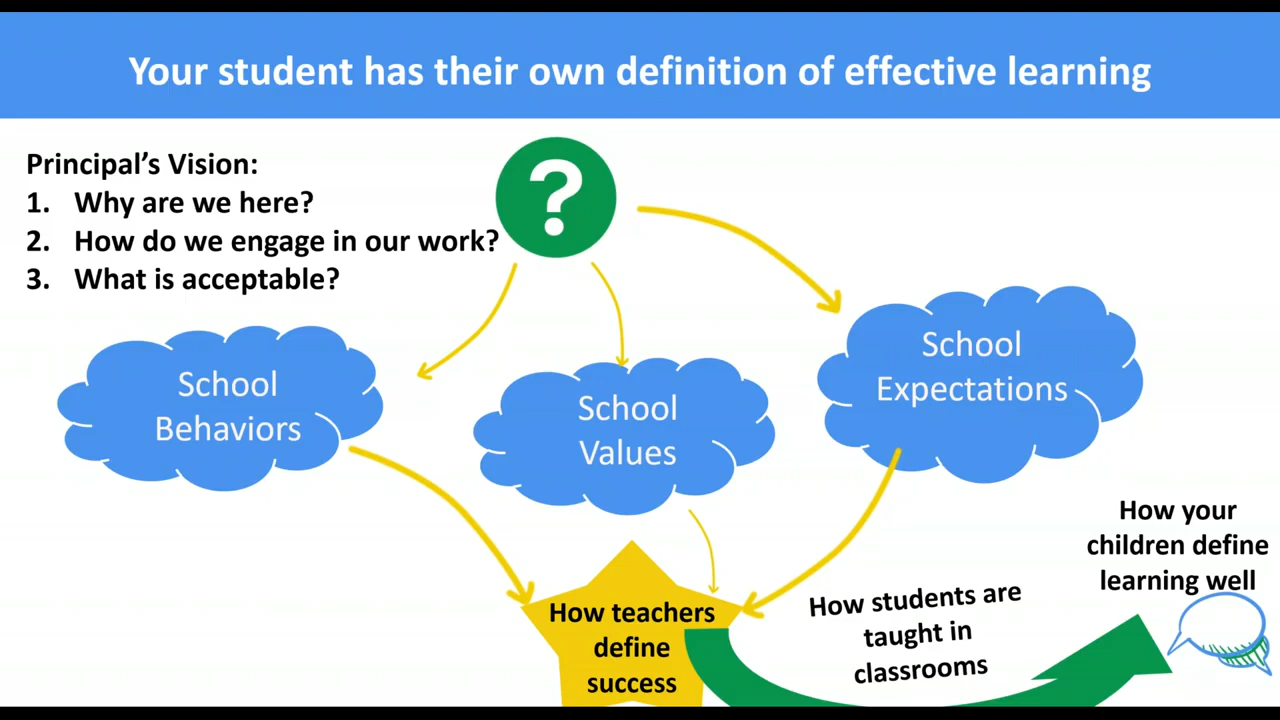 Your student has their own definition of effective learning
Principal's Vision:
1. Why are we here?
2. How do we engage in our work?
3. What is acceptable?
?
School
Behaviors
School
Values
School
Expectations
How teachers
define
success
How students are
taught in
classrooms
How your
children define
learning well